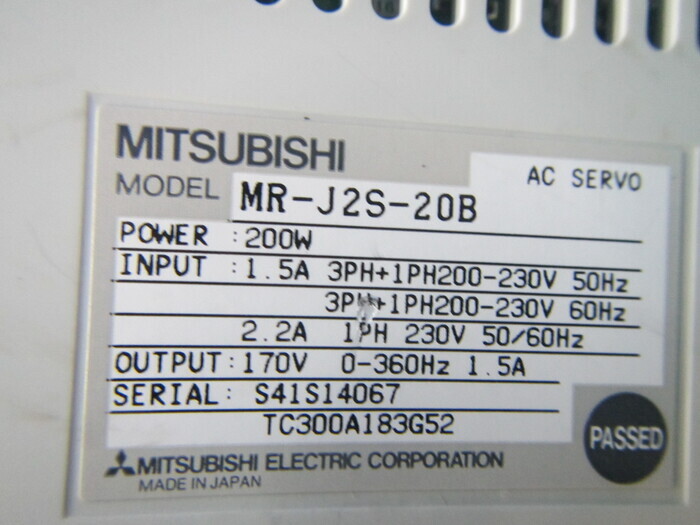 MITSUBISHI
AC SERVO
MODEL MR-J2S-20B
POWER : 200W
INPUT : 1.5A 3PH+1PH200-230V 50Hz
3PH+1PH200-230V 60Hz
2.2A 1PH 230V 50/60Hz
OUTPUT : 170V 0-360Hz 1.5A
SERIAL : S41S14067
TC300A183G52
PASSED
MITSUBISHI ELECTRIC CORPORATION
MADE IN JAPAN